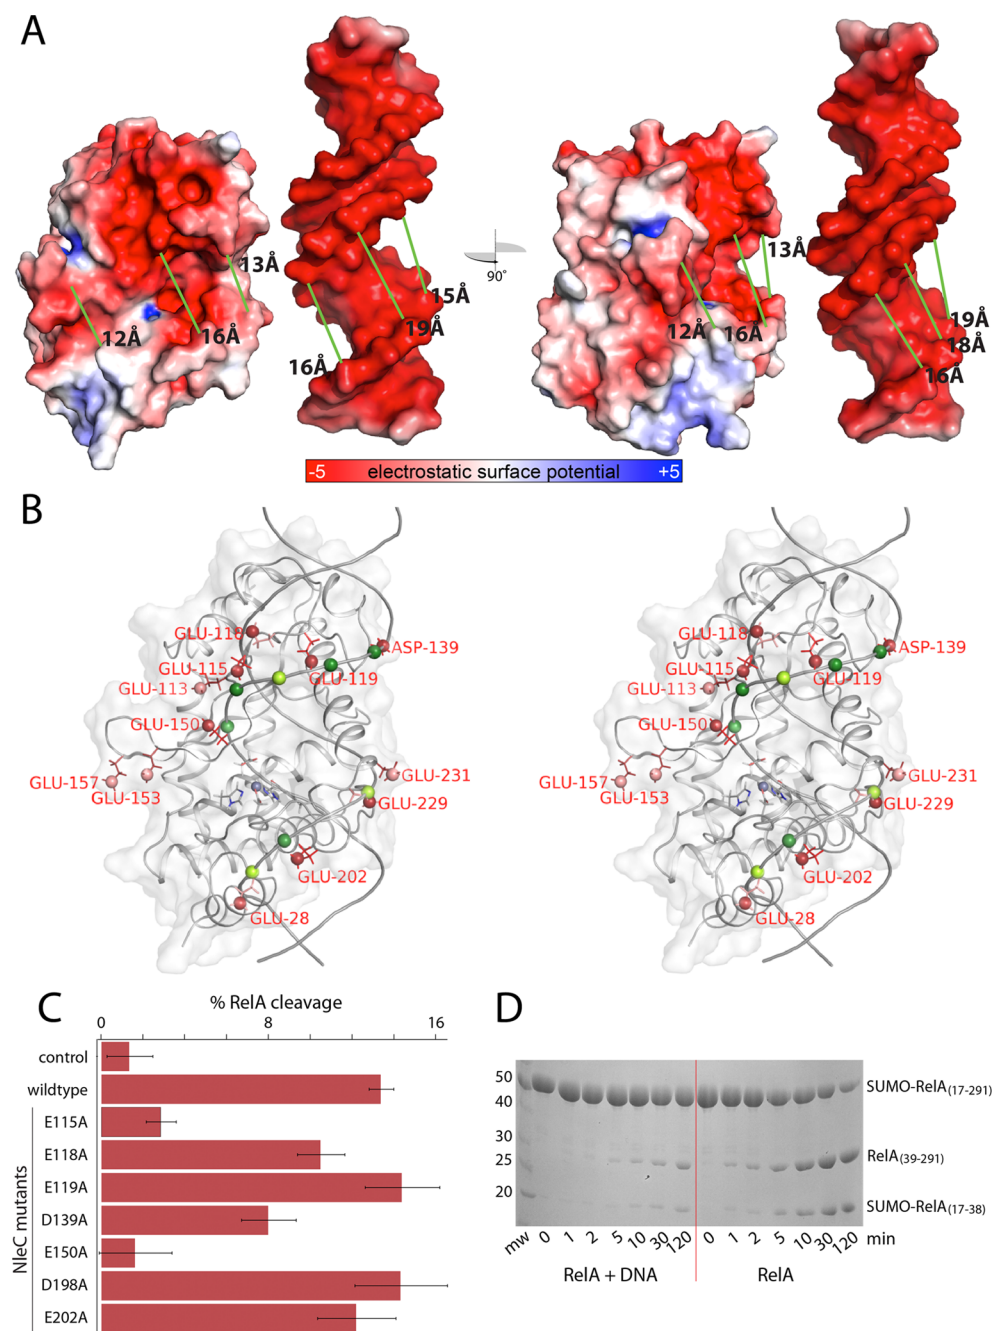 A
13Å
12Å
16Å
15Å
19Å
16Å
90°
13Å
12Å
16Å
19Å
18Å
16Å
-5 electrostatic surface potential +5
B
GLU-118
ASP-139
GLU-115
GLU-119
GLU-113
GLU-150
GLU-157
GLU-153
GLU-231
GLU-229
GLU-202
GLU-28
GLU-118
ASP-139
GLU-115
GLU-119
GLU-113
GLU-150
GLU-157
GLU-153
GLU-231
GLU-229
GLU-202
GLU-28
C
% RelA cleavage
0 8 16
control
wildtype
NleC mutants
E115A
E118A
E119A
D139A
E150A
D198A
E202A
D
50
40
30
25
20
SUMO-RelA(17-291)
RelA(39-291)
SUMO-RelA(17-38)
mw 0 1 2 5 10 30 120 0 1 2 5 10 30 120 min
RelA + DNA RelA